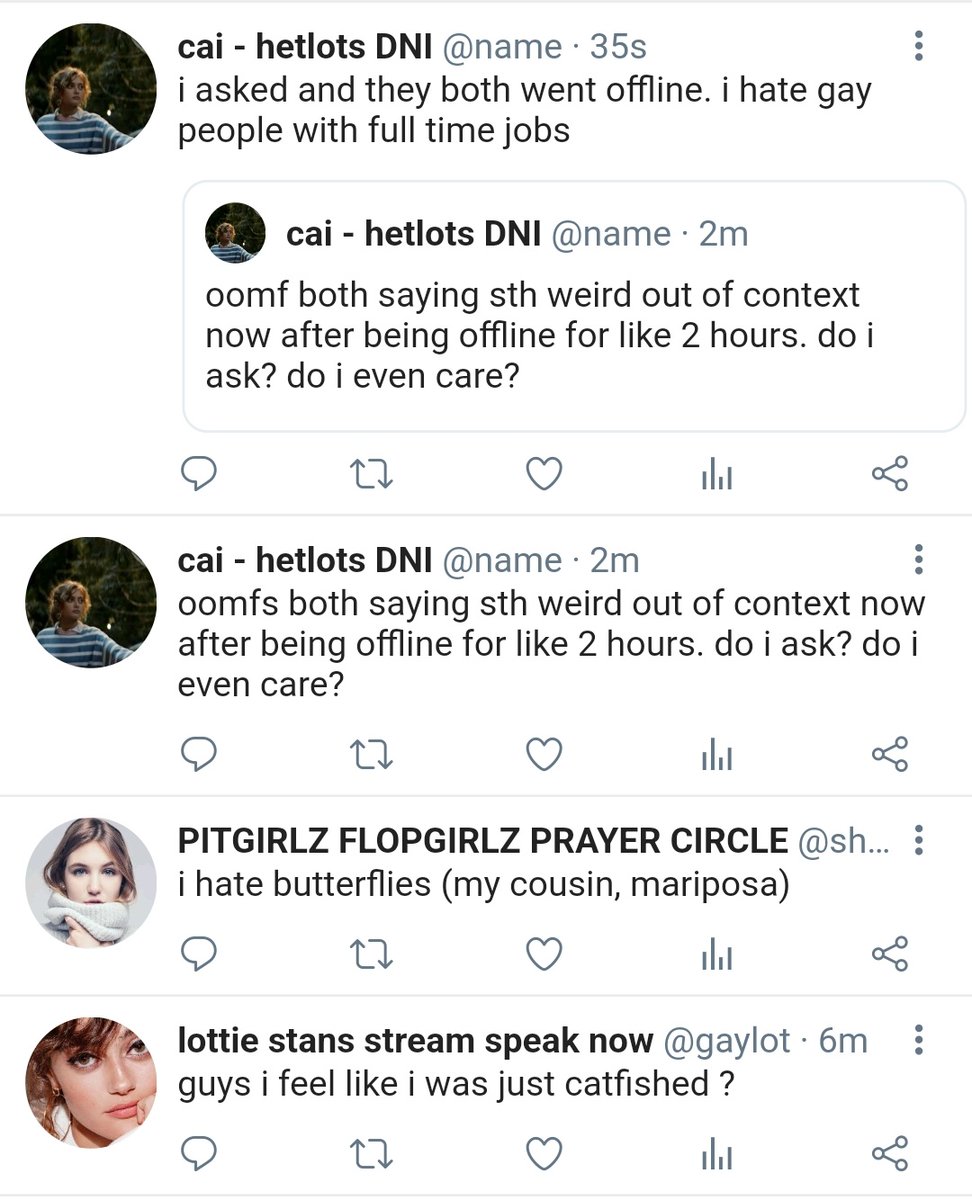 cai - hetlots DNI @name · 35s
i asked and they both went offline. i hate gay
people with full time jobs
cai - hetlots DNI @name · 2m
oomf both saying sth weird out of context
now after being offline for like 2 hours. do i
ask? do i even care?
cai - hetlots DNI @name · 2m
oomfs both saying sth weird out of context now
after being offline for like 2 hours. do i ask? do i
even care?
PITGIRLZ FLOPGIRLZ PRAYER CIRCLE @sh...
i hate butterflies (my cousin, mariposa)
lottie stans stream speak now @gaylot · 6m
guys i feel like i was just catfished ?